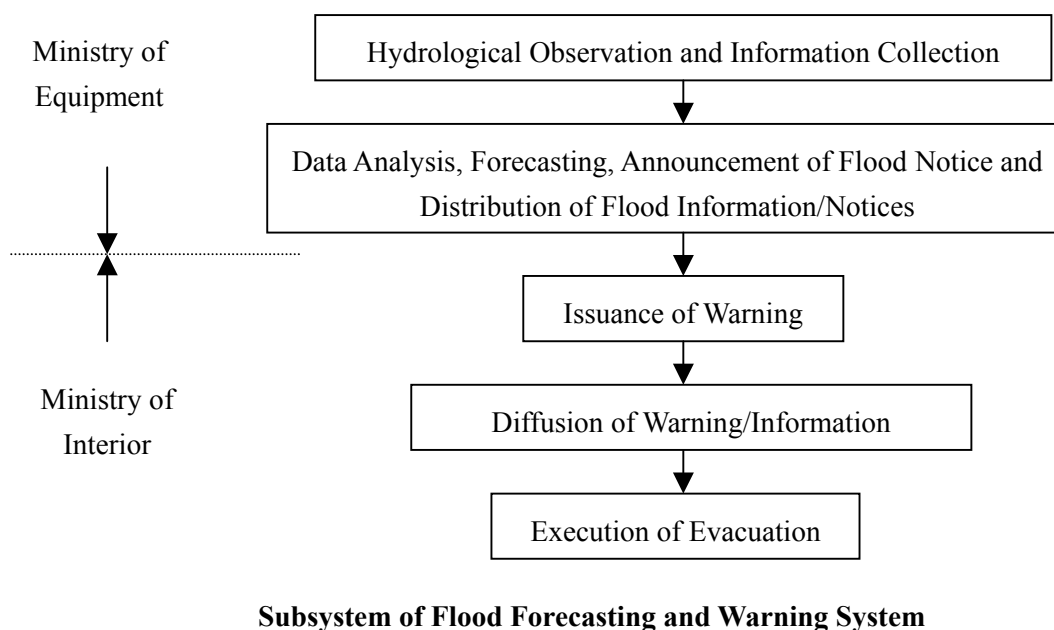 Ministry of
Equipment
Hydrological Observation and Information Collection
Data Analysis, Forecasting, Announcement of Flood Notice and
Distribution of Flood Information/Notices
Issuance of Warning
Ministry of
Interior
Diffusion of Warning/Information
Execution of Evacuation
Subsystem of Flood Forecasting and Warning System